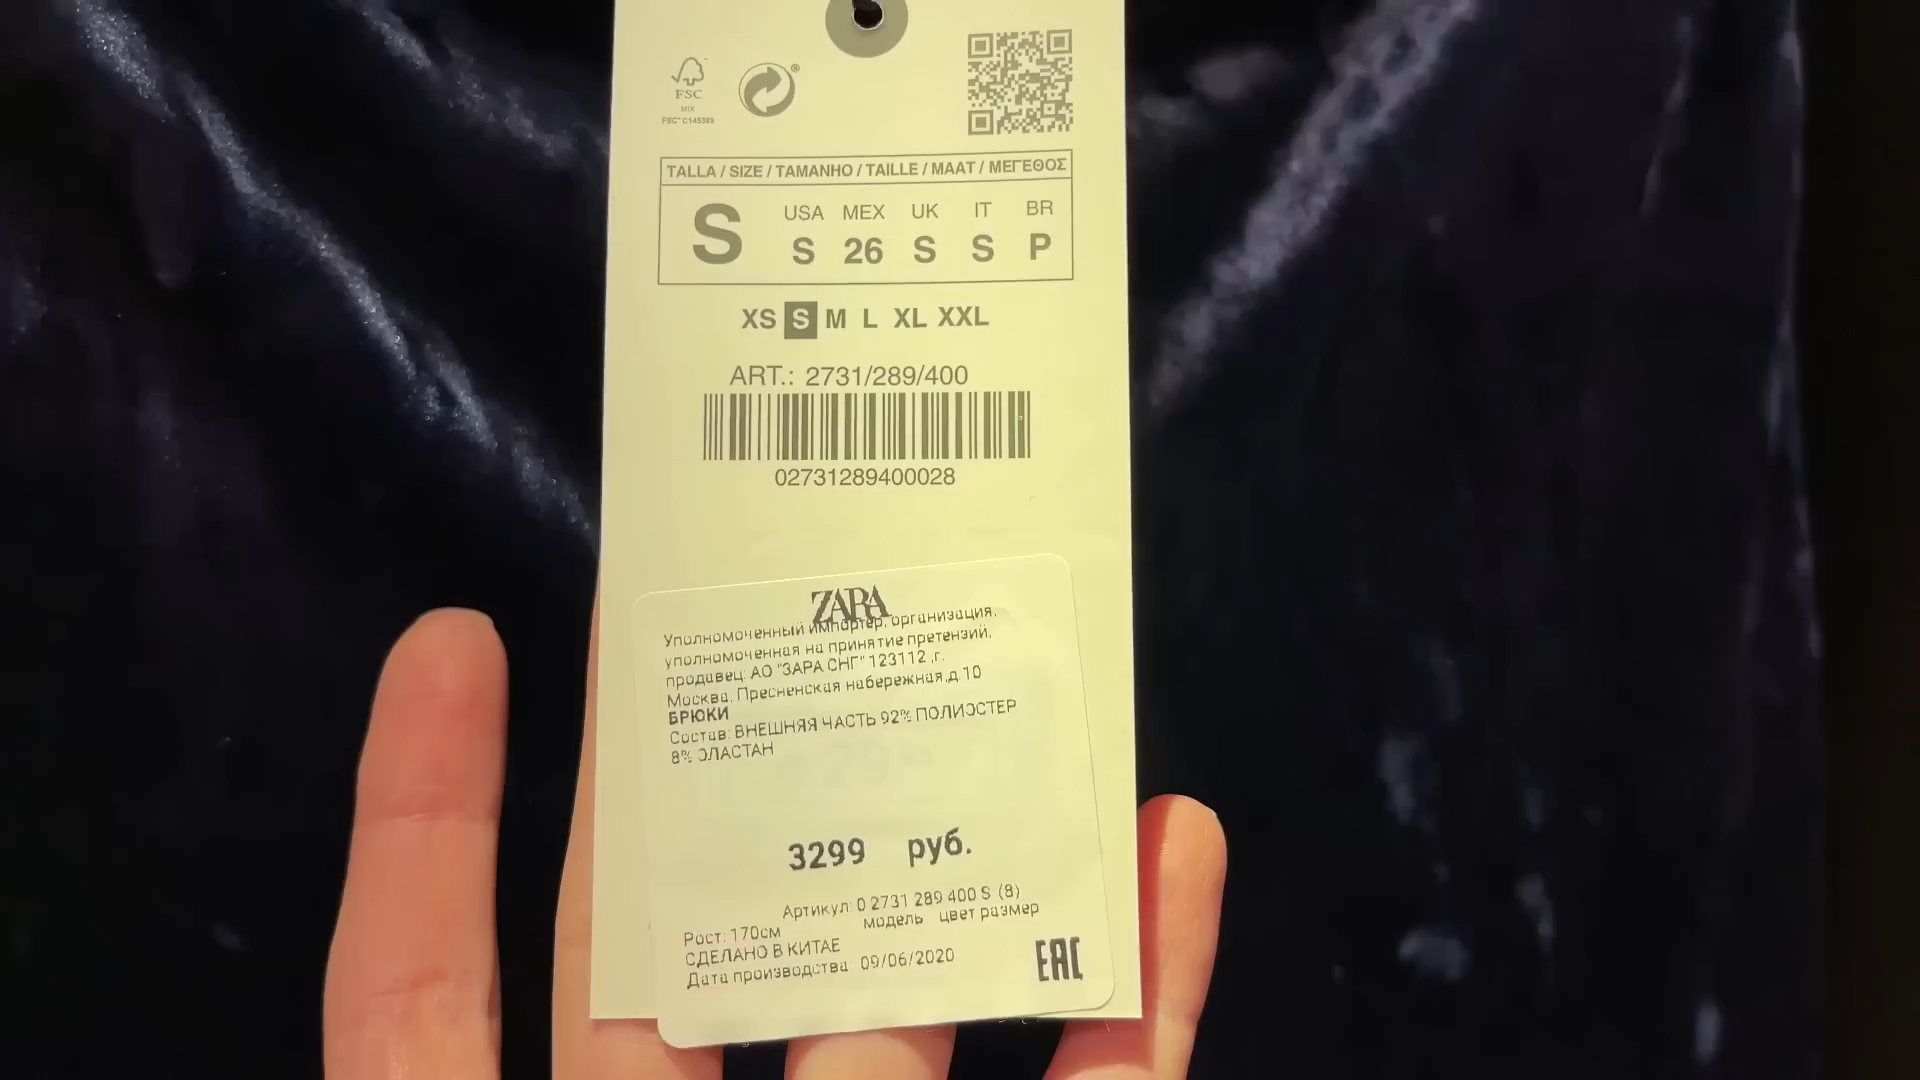 FSC
MIX
FSC™ C145389
®
TALLA / SIZE / TAMANHO / TAILLE / MAAT / ΜΕΓΕΘΟΣ
S USA MEX UK IT BR
S 26 S S P
XS S M L XL XXL
ART.: 2731/289/400
02731289400028
ZARA
Уполномоченный импортер, организация,
уполномоченная на принятие претензий,
продавец: АО "ЗАРА СНГ" 123112 ,г.
Москва, Пресненская набережная,д.10
БРЮКИ
Состав: ВНЕШНЯЯ ЧАСТЬ 92% ПОЛИЭСТЕР
8% ЭЛАСТАН
3299 руб.
Артикул: 0 2731 289 400 S (8)
модель цвет размер
Рост: 170см
СДЕЛАНО В КИТАЕ
Дата производства: 09/06/2020
EAC